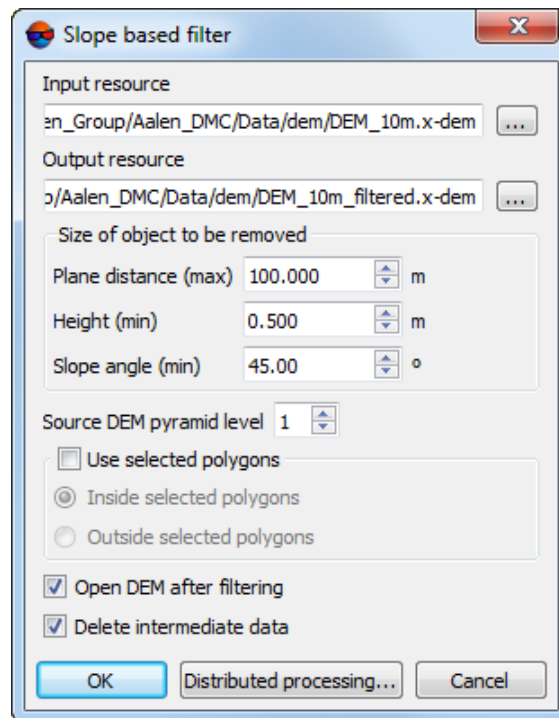 Slope based filter
Input resource
en_Group/Aalen_DMC/Data/dem/DEM_10m.x-dem ...
Output resource
o/Aalen_DMC/Data/dem/DEM_10m_filtered.x-dem ...
Size of object to be removed
Plane distance (max) 100.000 m
Height (min) 0.500 m
Slope angle (min) 45.00 º
Source DEM pyramid level 1
Use selected polygons
Inside selected polygons
Outside selected polygons
Open DEM after filtering
Delete intermediate data
OK Distributed processing... Cancel